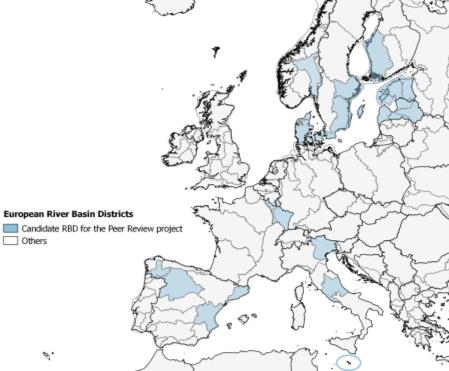 European River Basin Districts
Candidate RBD for the Peer Review project
Others